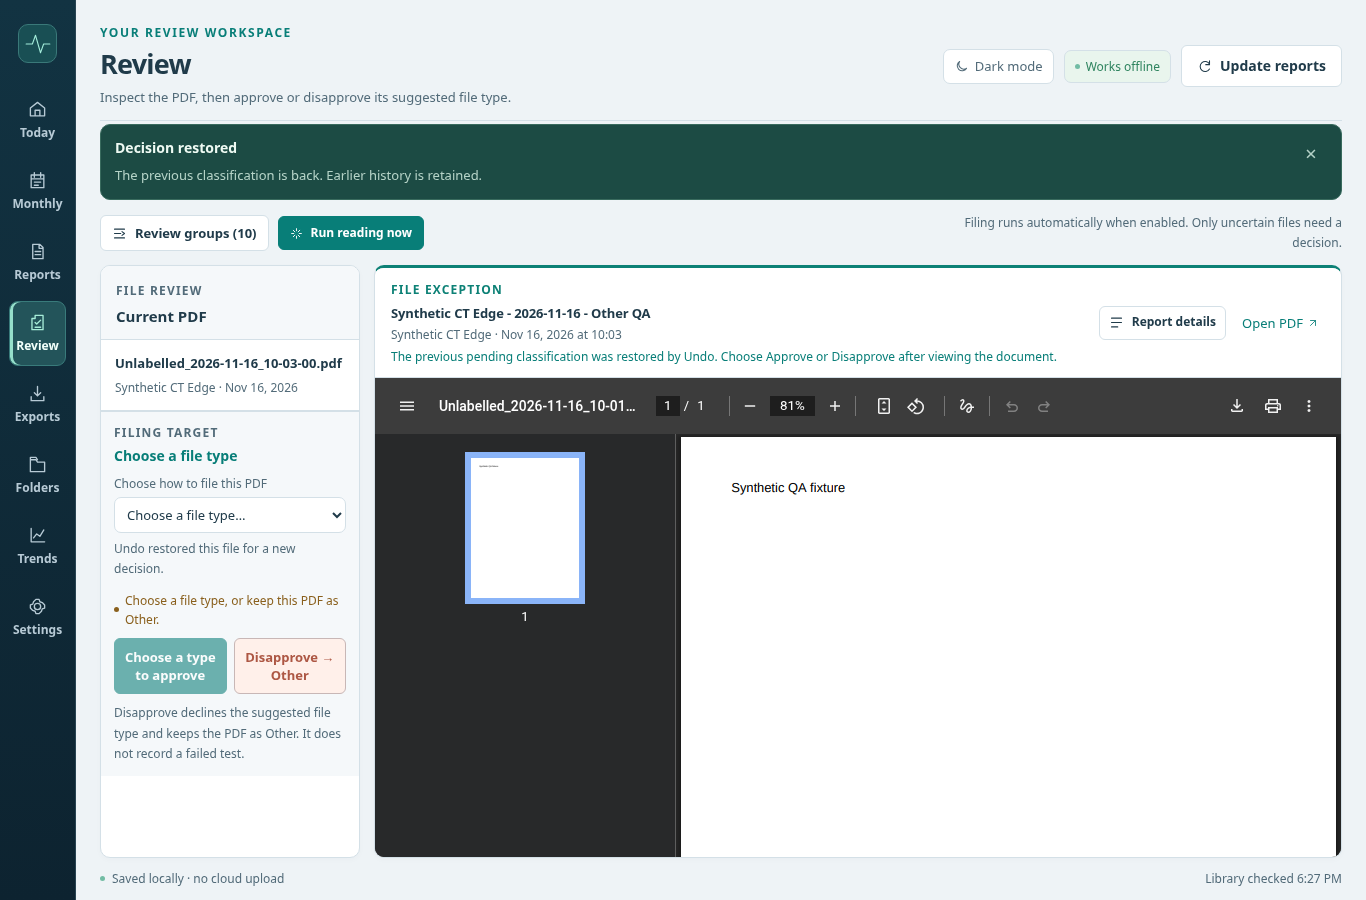 YOUR REVIEW WORKSPACE
Review
Inspect the PDF, then approve or disapprove its suggested file type.
Dark mode
Works offline
Update reports
Today
Monthly
Reports
Review
Exports
Folders
Trends
Settings
Decision restored
The previous classification is back. Earlier history is retained.
Review groups (10)
Run reading now
Filing runs automatically when enabled. Only uncertain files need a
decision.
FILE REVIEW
Current PDF
Unlabelled_2026-11-16_10-03-00.pdf
Synthetic CT Edge · Nov 16, 2026
FILING TARGET
Choose a file type
Choose how to file this PDF
Choose a file type...
Undo restored this file for a new
decision.
Choose a file type, or keep this PDF as
Other.
Choose a type
to approve
Disapprove →
Other
Disapprove declines the suggested file
type and keeps the PDF as Other. It does
not record a failed test.
FILE EXCEPTION
Synthetic CT Edge - 2026-11-16 - Other QA
Synthetic CT Edge · Nov 16, 2026 at 10:03
The previous pending classification was restored by Undo. Choose Approve or Disapprove after viewing the document.
Report details
Open PDF
Unlabelled_2026-11-16_10-01...
1 / 1
81%
1
Synthetic QA fixture
Saved locally · no cloud upload
Library checked 6:27 PM